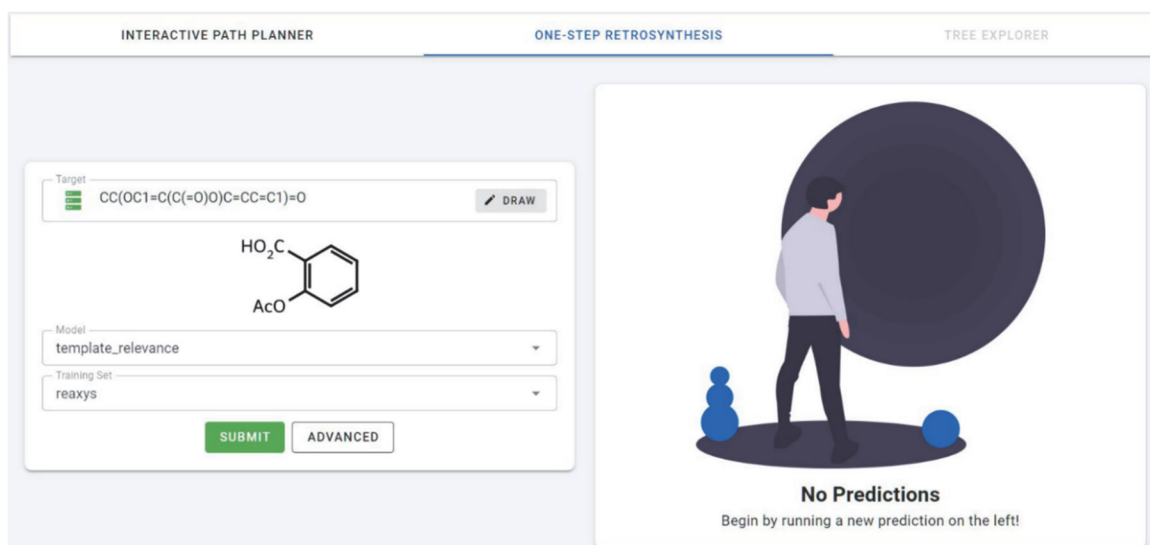 INTERACTIVE PATH PLANNER
ONE-STEP RETROSYNTHESIS
TREE EXPLORER
Target
CC(OC1=C(C(=O)O)C=CC=C1)=O
DRAW
HO2C
AcO
Model
template_relevance
Training Set
reaxys
SUBMIT
ADVANCED
No Predictions
Begin by running a new prediction on the left!